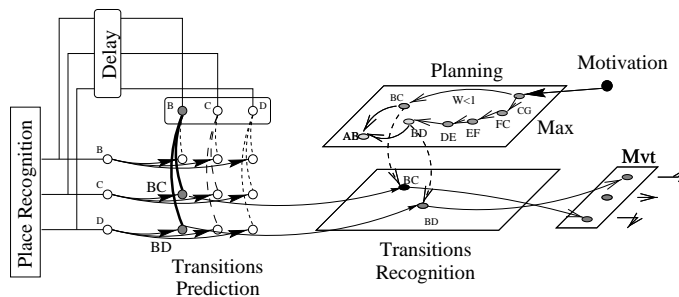 Delay
Place Recognition
B
C
D
B
C
D
BC
BD
Transitions
Prediction
Planning
Motivation
BC
W<1
CG
FC
EF
DE
BD
AB
Max
BC
BD
Transitions
Recognition
Mvt